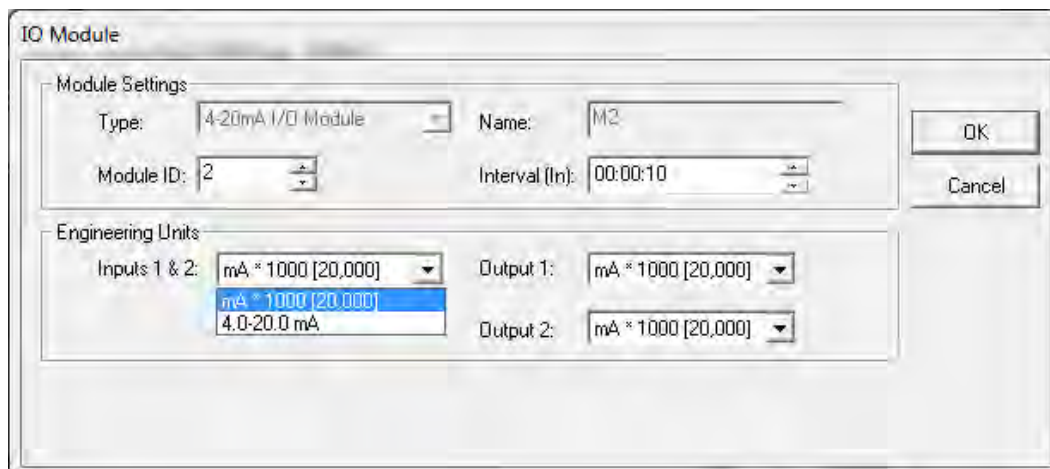 IO Module
Module Settings
Type: 4-20mA I/O Module Name: M2
OK
Module ID: 2 Interval (In): 00:00:10
Cancel
Engineering Units
Inputs 1 & 2: mA * 1000 [20,000] Output 1: mA * 1000 [20,000]
mA * 1000 [20,000]
4.0-20.0 mA
Output 2: mA * 1000 [20,000]